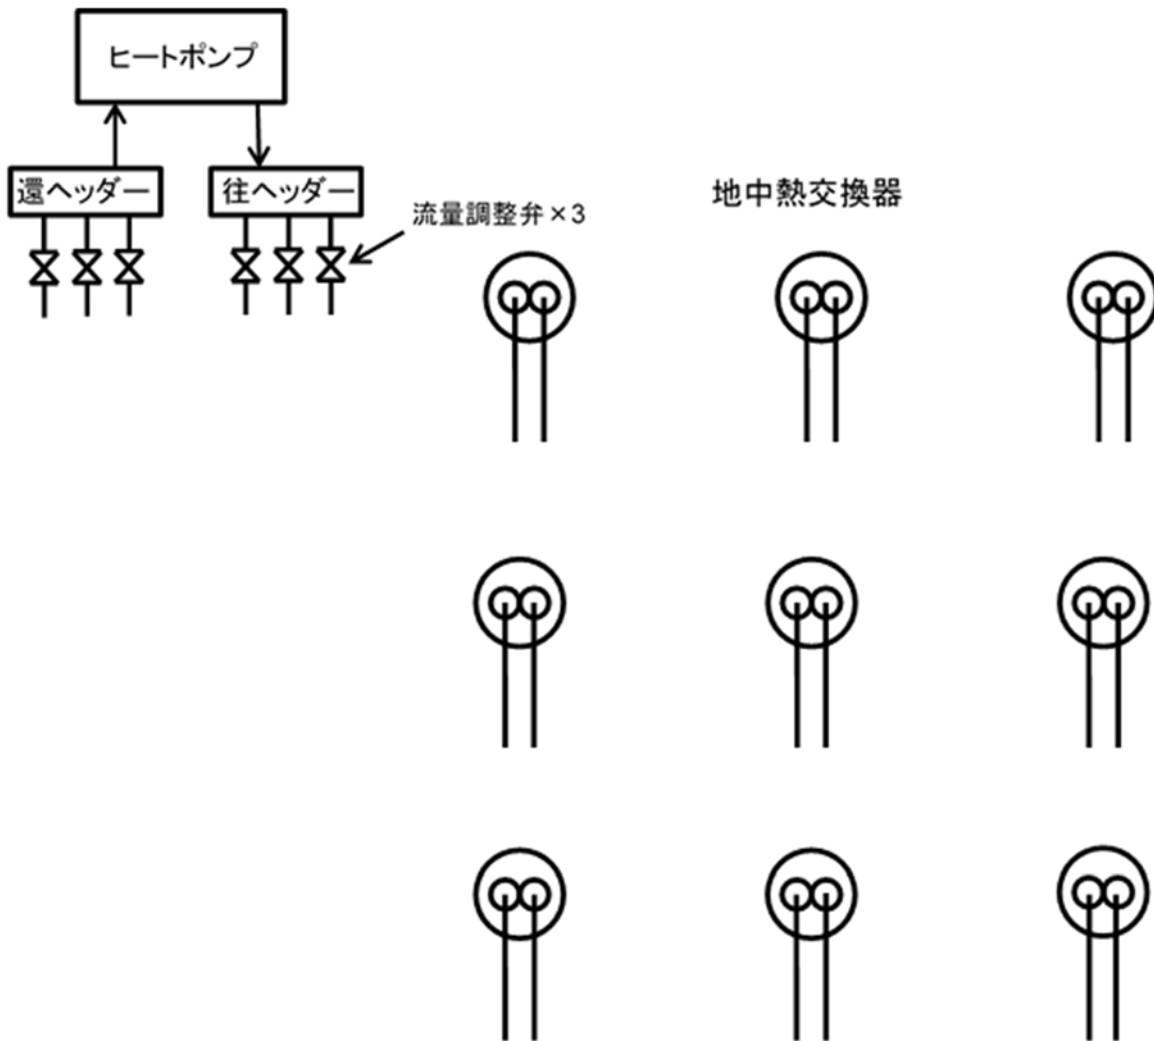 ヒートポンプ
還ヘッダー
往ヘッダー
流量調整弁×3
地中熱交換器